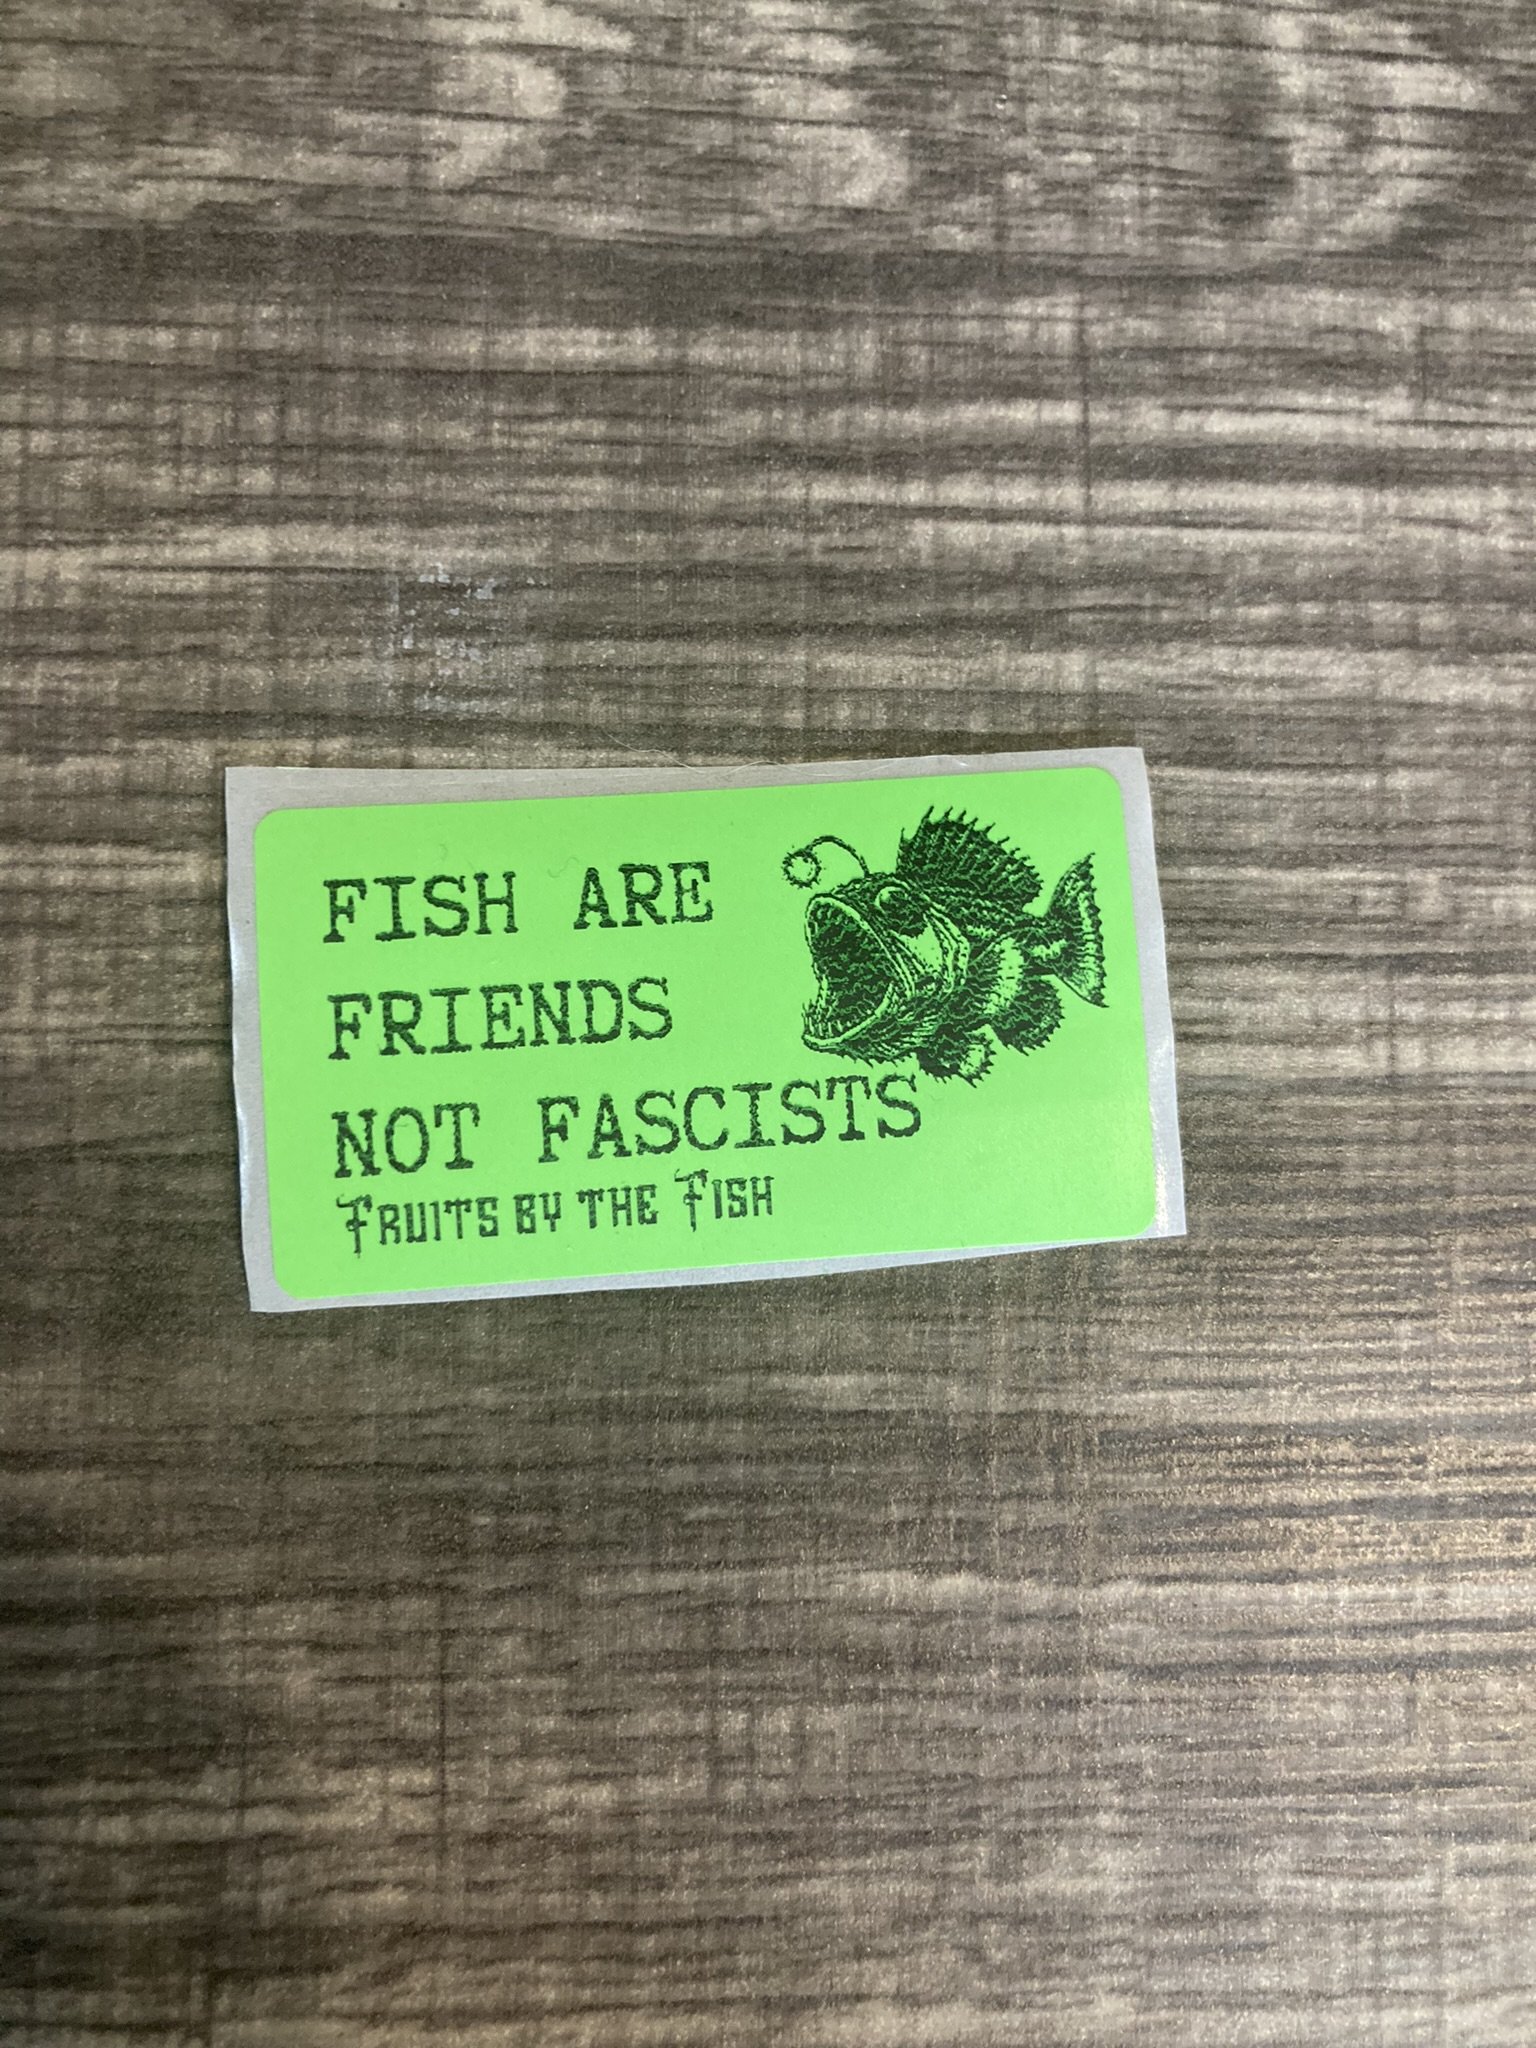 FISH ARE
FRIENDS
NOT FASCISTS
FRUITS BY THE FISH